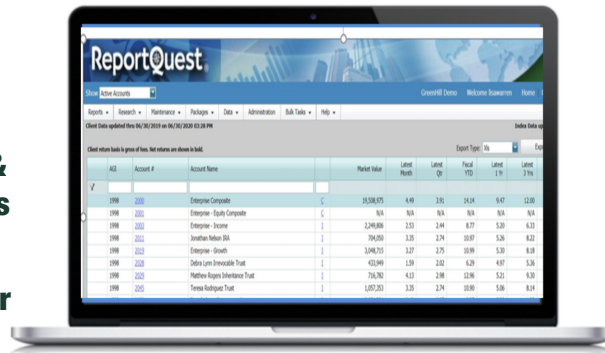 ReportQuest
Show Active Accounts GreenHill Demo Welcome Home
Reports Research Maintenance Packages Data Administration Bulk Tasks Help
Client Data updated thru 06/30/2019 on 06/30/2020 03:28 PM Index Data up
Client return basis is gross of fees. Net returns are shown in bold. Export Type: Xls Exp
AGI Account # Account Name Market Value Latest Month Latest Qtr Fiscal YTD Latest 1 Yr Latest 3 Yrs
&
s
r
1998 2000 Enterprise Composite C 19,508,975 4.49 3.91 14.14 9.47 12.00
1998 2001 Enterprise - Equity Composite C N/A N/A N/A N/A N/A N/A
1998 2003 Enterprise - Income I 2,249,806 2.53 2.44 8.77 5.20 6.33
1998 2011 Jonathan Nelson IRA I 704,050 3.35 2.74 10.97 5.26 8.22
1998 2019 Enterprise - Growth I 3,048,715 3.27 2.75 10.99 5.30 8.18
1998 2028 Debra Lynn Irrevocable Trust I 433,949 1.59 2.02 6.29 4.97 5.36
1998 2029 Matthew Rogers Inheritance Trust I 716,782 4.13 2.98 12.96 5.21 9.20
1998 2045 Teresa Rodriguez Trust I 1,057,353 3.35 2.74 10.90 5.06 8.14